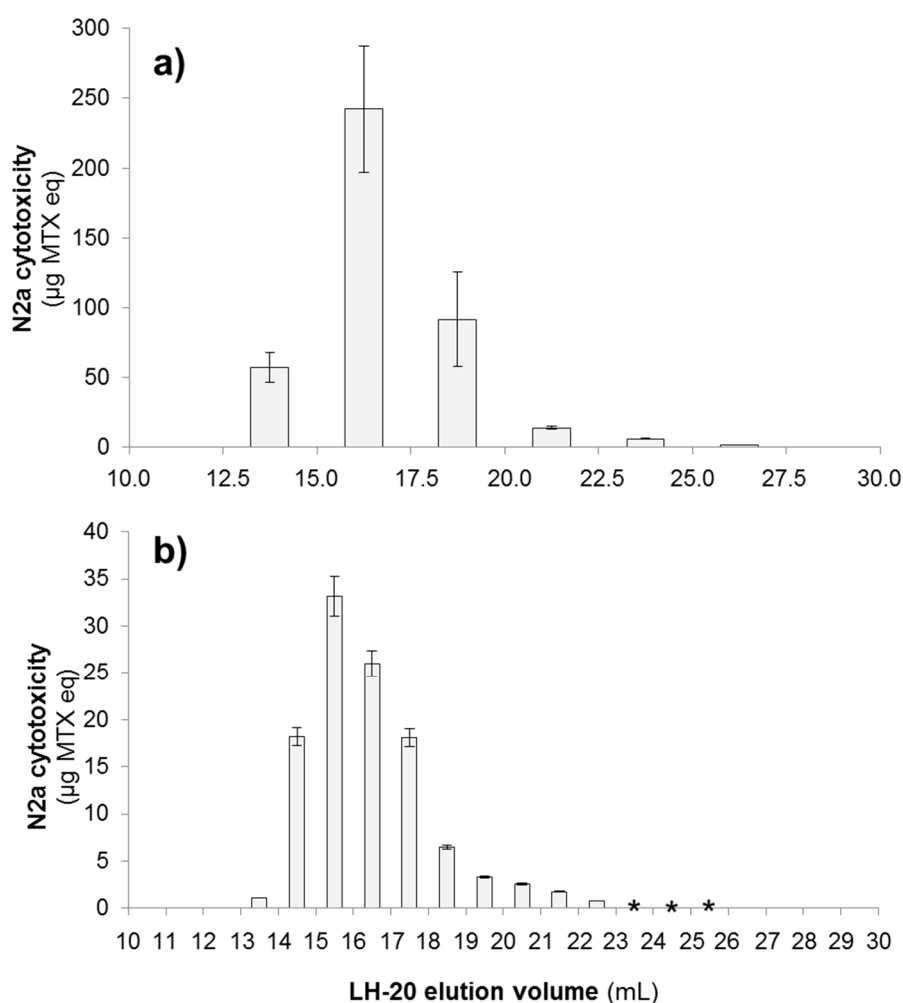 a)
300
250
200
150
100
50
0
N2a cytotoxicity
(µg MTX eq)
10.0 12.5 15.0 17.5 20.0 22.5 25.0 27.5 30.0
b)
40
35
30
25
20
15
10
5
0
N2a cytotoxicity
(µg MTX eq)
* * *
10 11 12 13 14 15 16 17 18 19 20 21 22 23 24 25 26 27 28 29 30
LH-20 elution volume (mL)